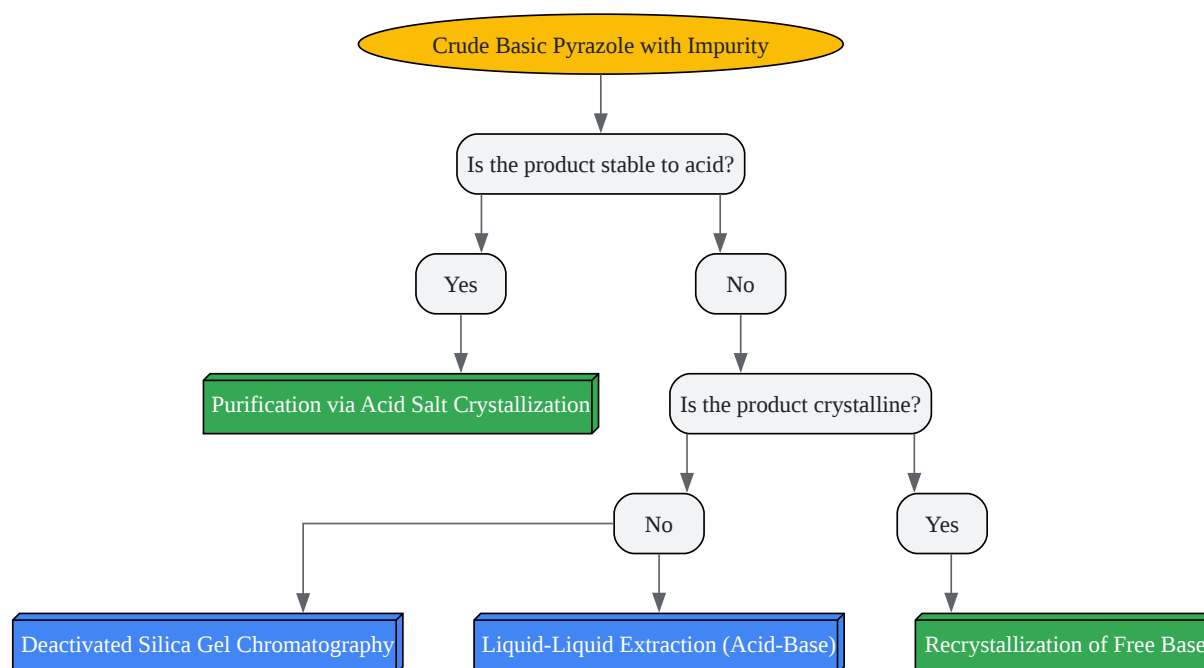 Crude Basic Pyrazole with Impurity
Is the product stable to acid?
Yes
No
Purification via Acid Salt Crystallization
Is the product crystalline?
No
Yes
Deactivated Silica Gel Chromatography
Liquid-Liquid Extraction (Acid-Base)
Recrystallization of Free Base